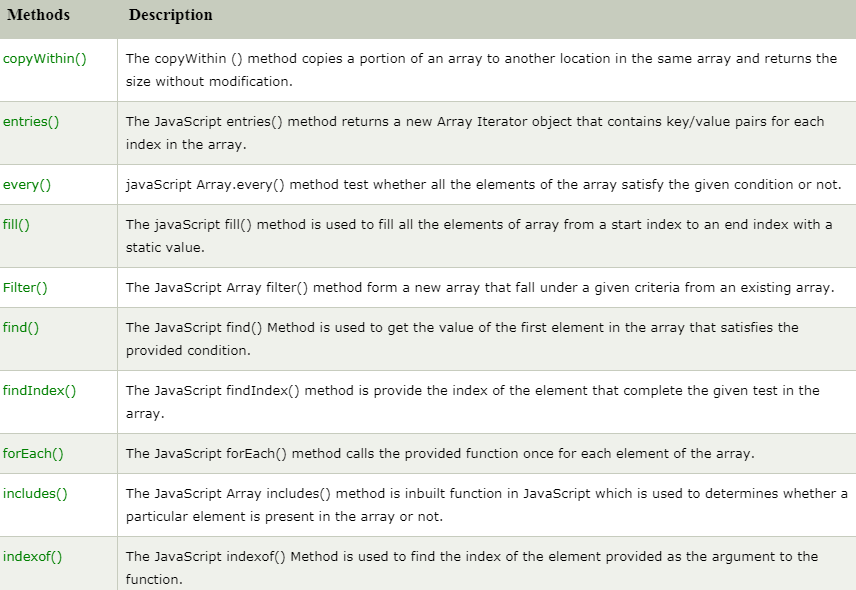 Methods Description
copyWithin() The copyWithin () method copies a portion of an array to another location in the same array and returns the
size without modification.
entries() The JavaScript entries() method returns a new Array Iterator object that contains key/value pairs for each
index in the array.
every() javaScript Array.every() method test whether all the elements of the array satisfy the given condition or not.
fill() The javaScript fill() method is used to fill all the elements of array from a start index to an end index with a
static value.
Filter() The JavaScript Array filter() method form a new array that fall under a given criteria from an existing array.
find() The JavaScript find() Method is used to get the value of the first element in the array that satisfies the
provided condition.
findIndex() The JavaScript findIndex() method is provide the index of the element that complete the given test in the
array.
forEach() The JavaScript forEach() method calls the provided function once for each element of the array.
includes() The JavaScript Array includes() method is inbuilt function in JavaScript which is used to determines whether a
particular element is present in the array or not.
indexof() The JavaScript indexof() Method is used to find the index of the element provided as the argument to the
function.